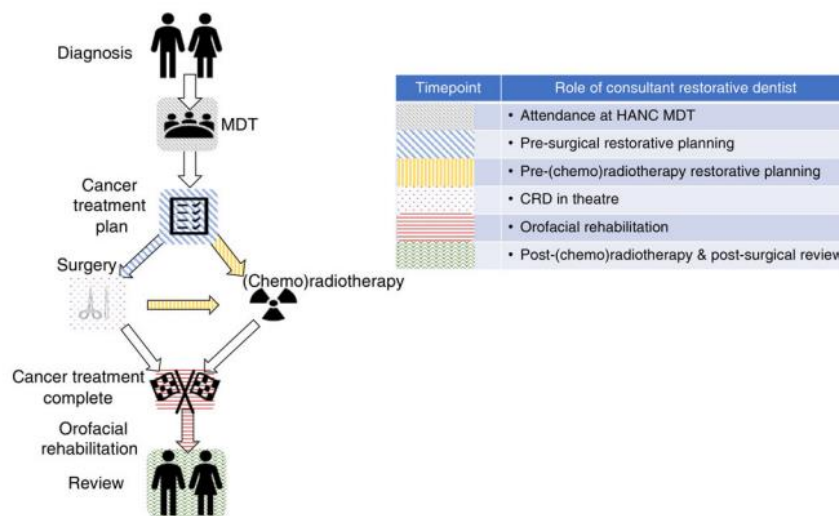 Diagnosis
MDT
Cancer
treatment
plan
Surgery
(Chemo)radiotherapy
Cancer treatment
complete
Orofacial
rehabilitation
Review
Timepoint Role of consultant restorative dentist
• Attendance at HANC MDT
• Pre-surgical restorative planning
• Pre-(chemo)radiotherapy restorative planning
• CRD in theatre
• Orofacial rehabilitation
• Post-(chemo)radiotherapy & post-surgical review